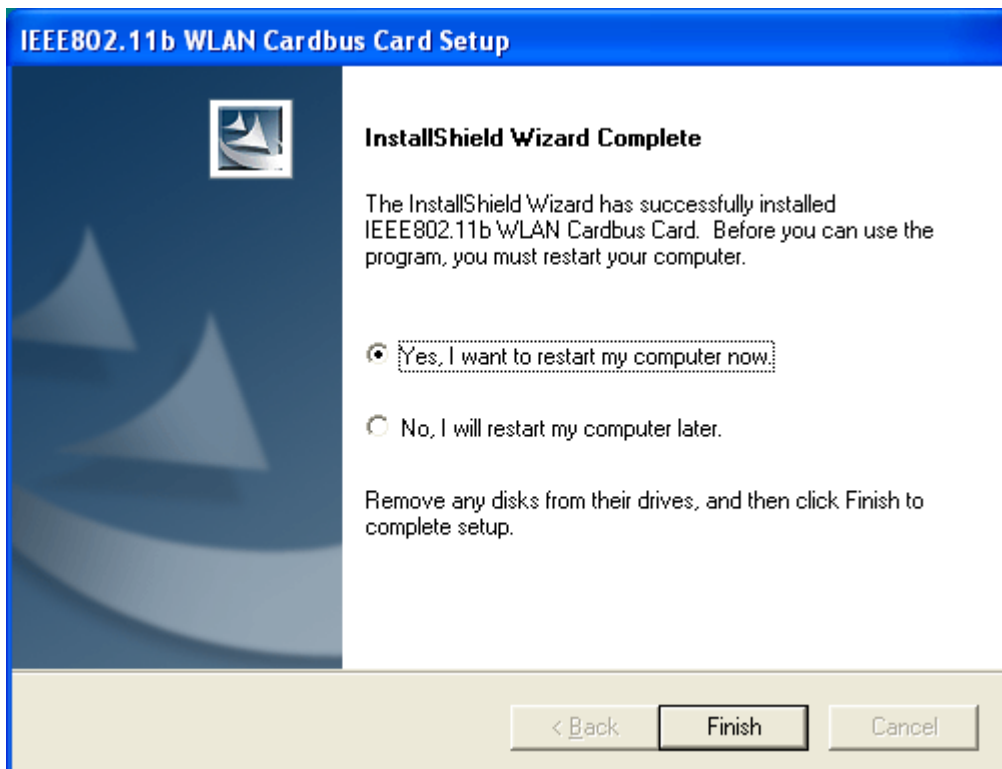 IEEE802.11b WLAN Cardbus Card Setup
InstallShield Wizard Complete
The InstallShield Wizard has successfully installed
IEEE802.11b WLAN Cardbus Card.  Before you can use the
program, you must restart your computer.
Yes, I want to restart my computer now.
No, I will restart my computer later.
Remove any disks from their drives, and then click Finish to
complete setup.
< Back
Finish
Cancel